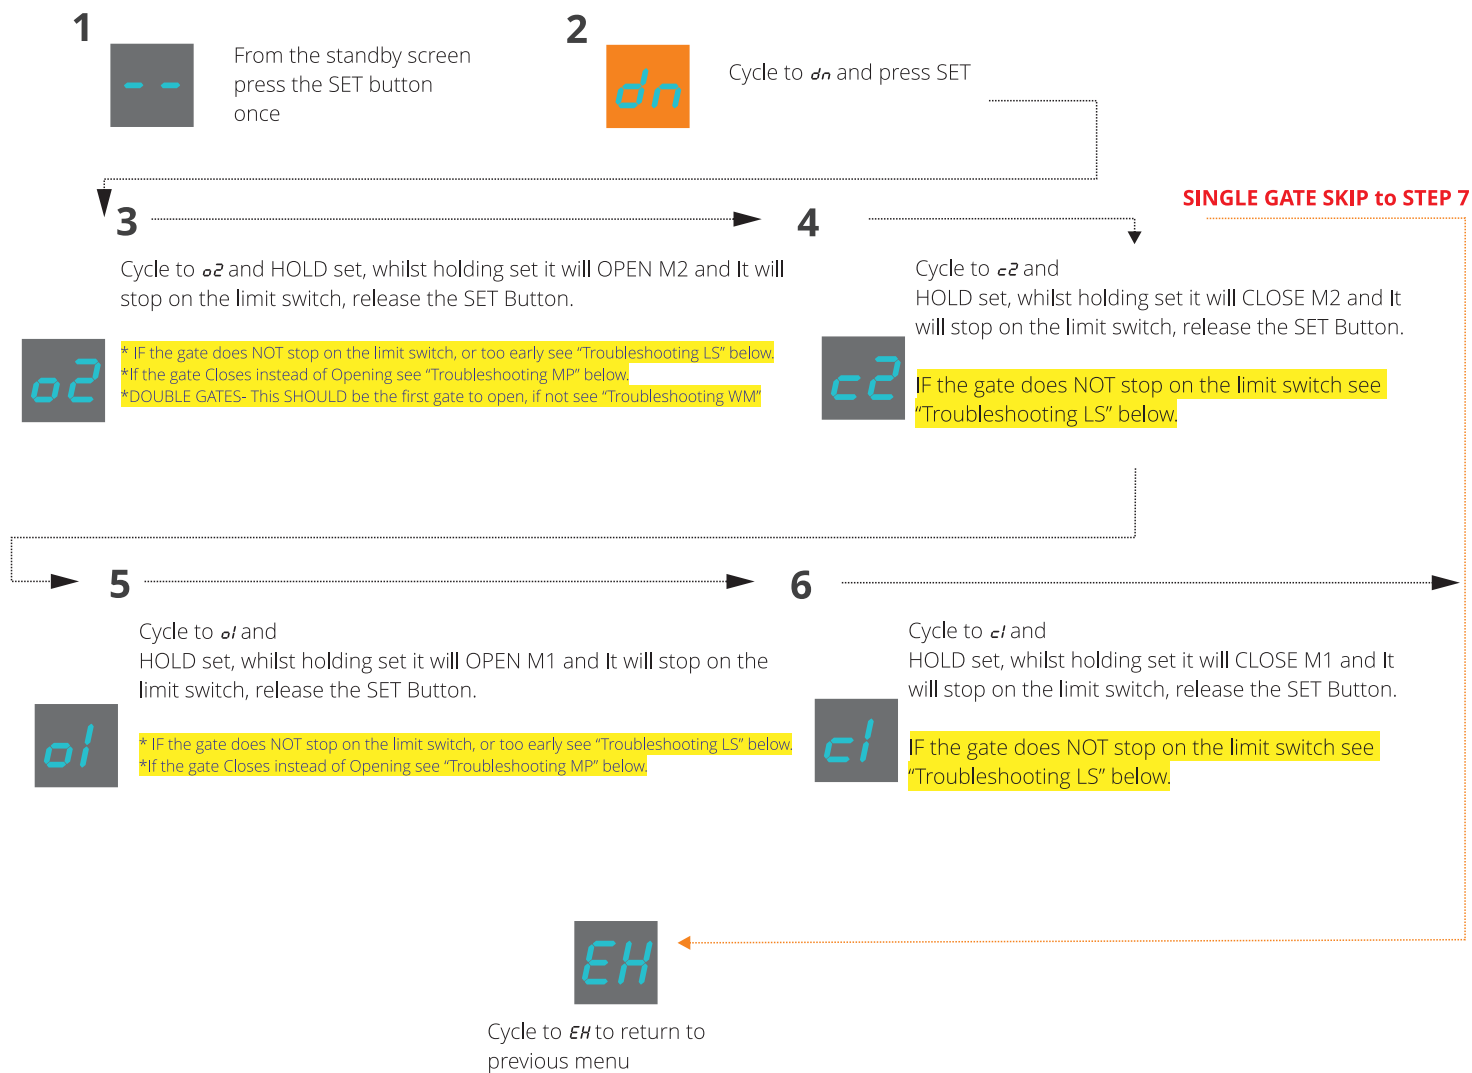 1
- -
From the standby screen
press the SET button
once
2
dn
Cycle to dn and press SET
SINGLE GATE SKIP to STEP 7
3
Cycle to o2 and HOLD set, whilst holding set it will OPEN M2 and It will
stop on the limit switch, release the SET Button.
o2
* IF the gate does NOT stop on the limit switch, or too early see “Troubleshooting LS” below.
*If the gate Closes instead of Opening see “Troubleshooting MP” below.
*DOUBLE GATES- This SHOULD be the first gate to open, if not see “Troubleshooting WM”
4
Cycle to c2 and
HOLD set, whilst holding set it will CLOSE M2 and It
will stop on the limit switch, release the SET Button.
c2
IF the gate does NOT stop on the limit switch see
“Troubleshooting LS” below.
5
Cycle to o1 and
HOLD set, whilst holding set it will OPEN M1 and It will stop on the
limit switch, release the SET Button.
o1
* IF the gate does NOT stop on the limit switch, or too early see “Troubleshooting LS” below.
*If the gate Closes instead of Opening see “Troubleshooting MP” below.
6
Cycle to c1 and
HOLD set, whilst holding set it will CLOSE M1 and It
will stop on the limit switch, release the SET Button.
c1
IF the gate does NOT stop on the limit switch see
“Troubleshooting LS” below.
EH
Cycle to EH to return to
previous menu